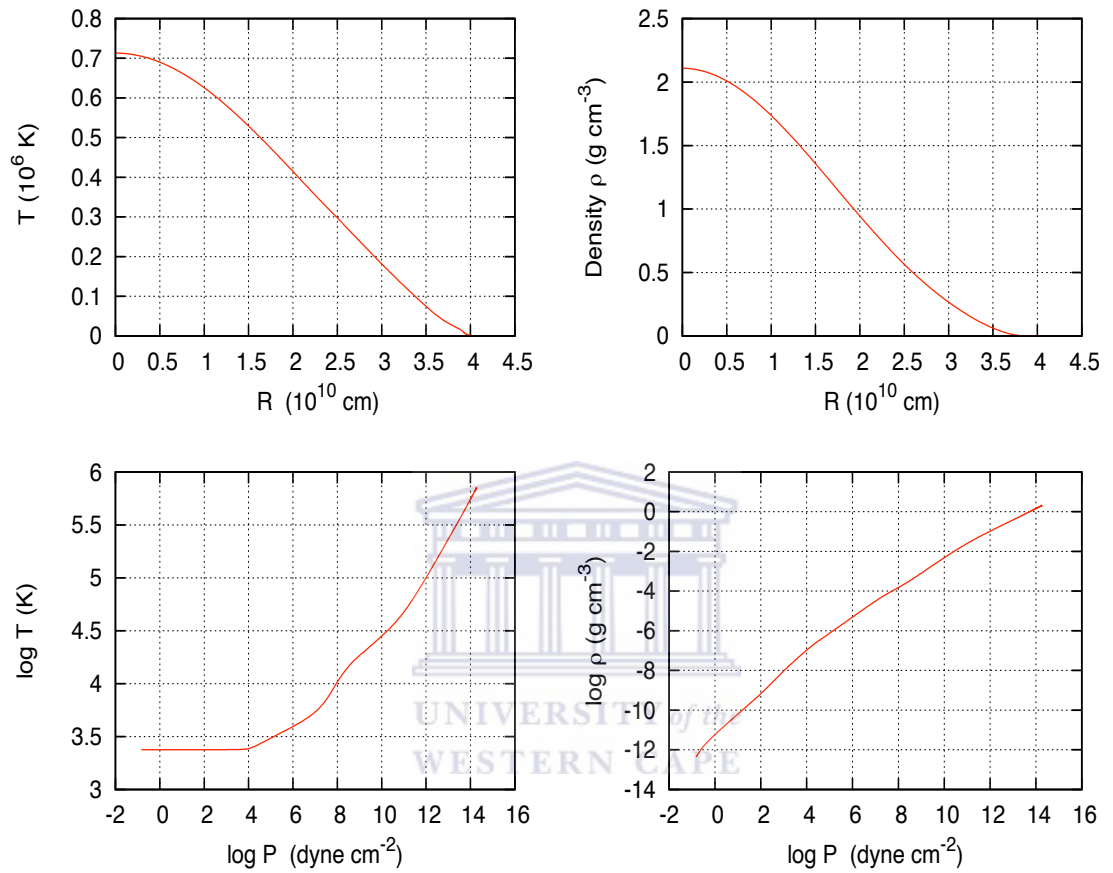 T (10^6 K)
0.8
0.7
0.6
0.5
0.4
0.3
0.2
0.1
0
0 0.5 1 1.5 2 2.5 3 3.5 4 4.5
R (10^10 cm)
Density ρ (g cm^-3)
2.5
2
1.5
1
0.5
0
0 0.5 1 1.5 2 2.5 3 3.5 4 4.5
R (10^10 cm)
log T (K)
6
5.5
5
4.5
4
3.5
3
-2 0 2 4 6 8 10 12 14 16
log P (dyne cm^-2)
log ρ (g cm^-3)
2
0
-2
-4
-6
-8
-10
-12
-14
-2 0 2 4 6 8 10 12 14 16
log P (dyne cm^-2)
UNIVERSITY of the
WESTERN CAPE